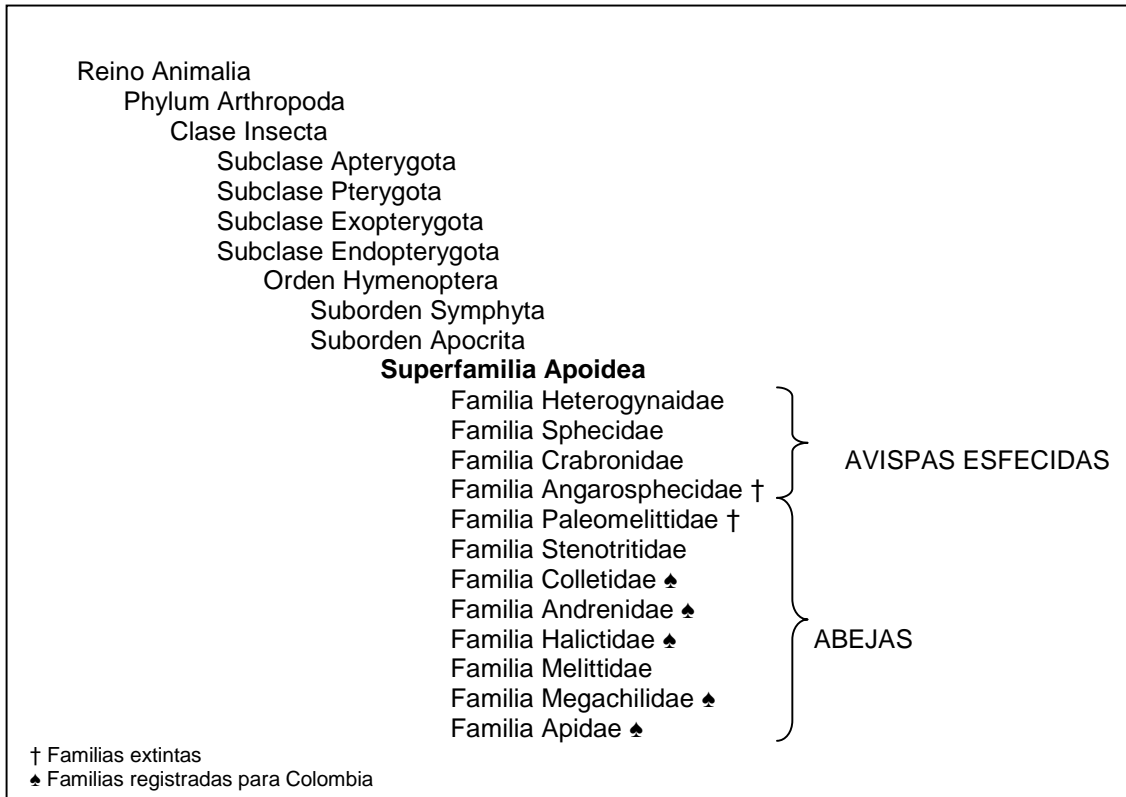 Reino Animalia
Phylum Arthropoda
Clase Insecta
Subclase Apterygota
Subclase Pterygota
Subclase Exopterygota
Subclase Endopterygota
Orden Hymenoptera
Suborden Symphyta
Suborden Apocrita
Superfamilia Apoidea
Familia Heterogynaidae
Familia Sphecidae
Familia Crabronidae
AVISPAS ESFECIDAS
Familia Angarosphecidae †
Familia Paleomelittidae †
Familia Stenotritidae
Familia Colletidae ♠
Familia Andrenidae ♠
Familia Halictidae ♠
ABEJAS
Familia Melittidae
Familia Megachilidae ♠
Familia Apidae ♠
† Familias extintas
♠ Familias registradas para Colombia